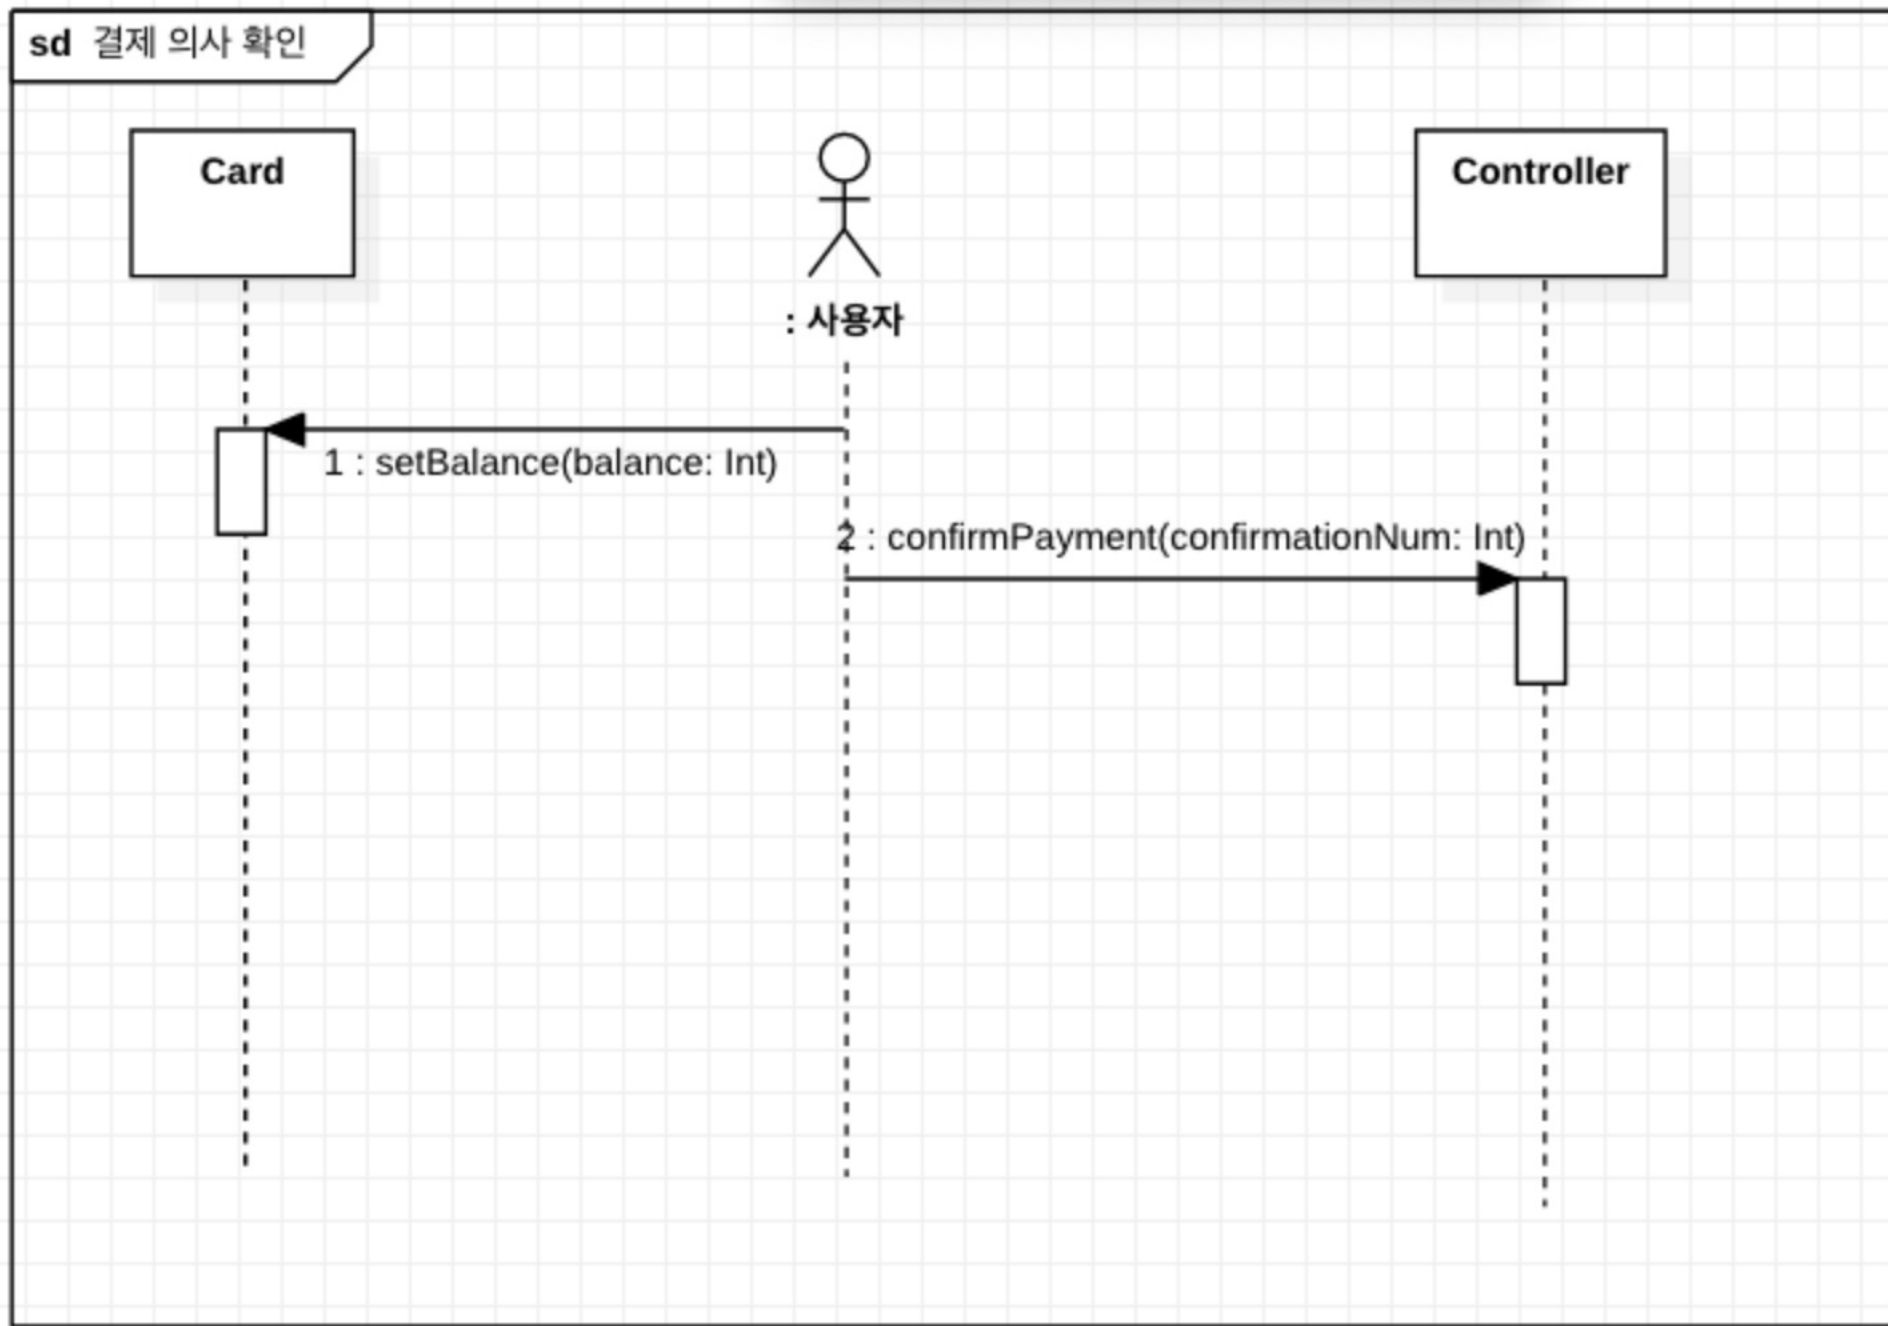 sd 결제 의사 확인
Card
Controller
: 사용자
1 : setBalance(balance: Int)
2 : confirmPayment(confirmationNum: Int)